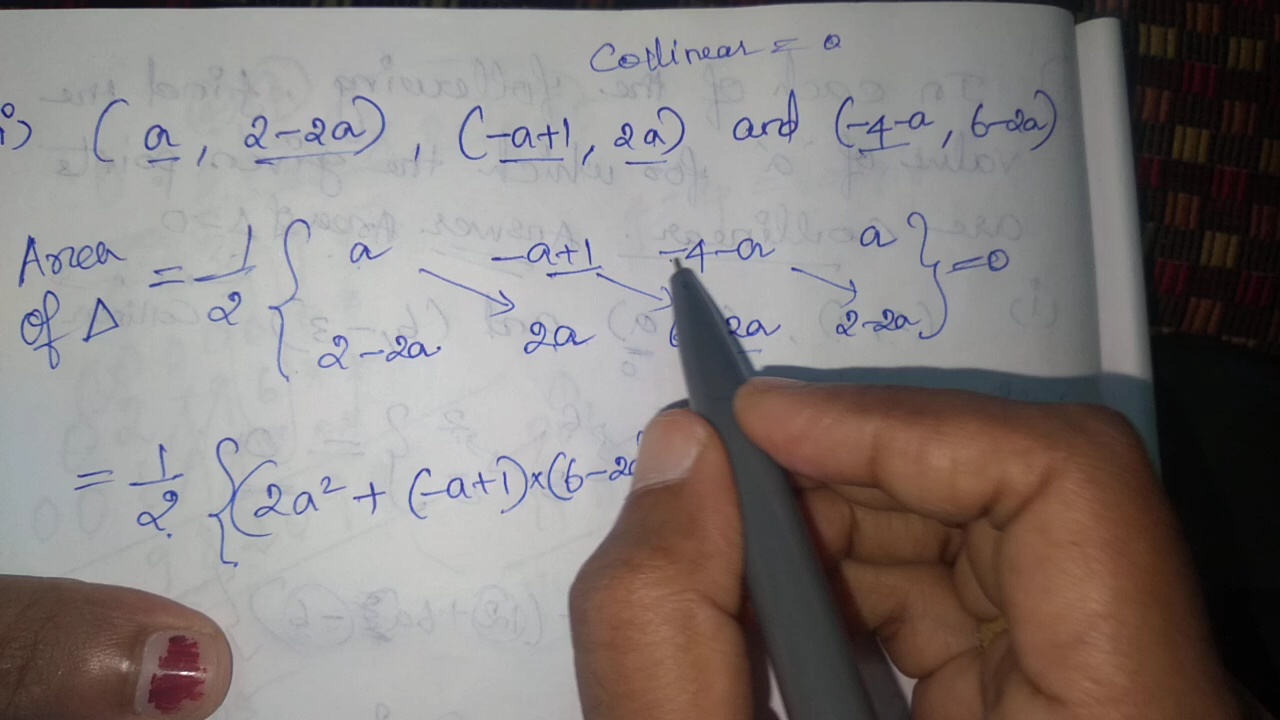 Collinear = 0
i) (a, 2-2a), (-a+1, 2a) and (-4-a, 6-2a)
Area of Δ = 1/2 { a -a+1 -4-a a } = 0
2-2a 2a 2a 2-2a
= 1/2 { (2a² + (-a+1)×(6-2a